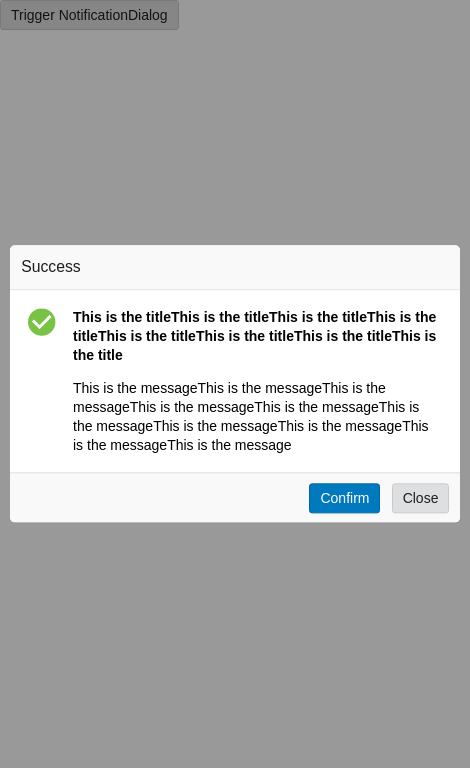 Trigger NotificationDialog
Success
This is the titleThis is the titleThis is the titleThis is the
titleThis is the titleThis is the titleThis is the titleThis is
the title
This is the messageThis is the messageThis is the
messageThis is the messageThis is the messageThis is
the messageThis is the messageThis is the messageThis
is the messageThis is the message
Confirm
Close